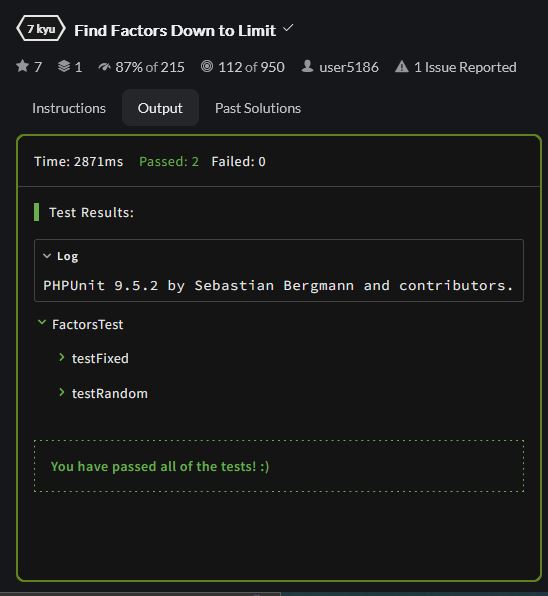 7 kyu Find Factors Down to Limit
7 1 87% of 215 112 of 950 user5186 1 Issue Reported
Instructions Output Past Solutions
Time: 2871ms Passed: 2 Failed: 0
Test Results:
Log
PHPUnit 9.5.2 by Sebastian Bergmann and contributors.
FactorsTest
testFixed
testRandom
You have passed all of the tests! :)